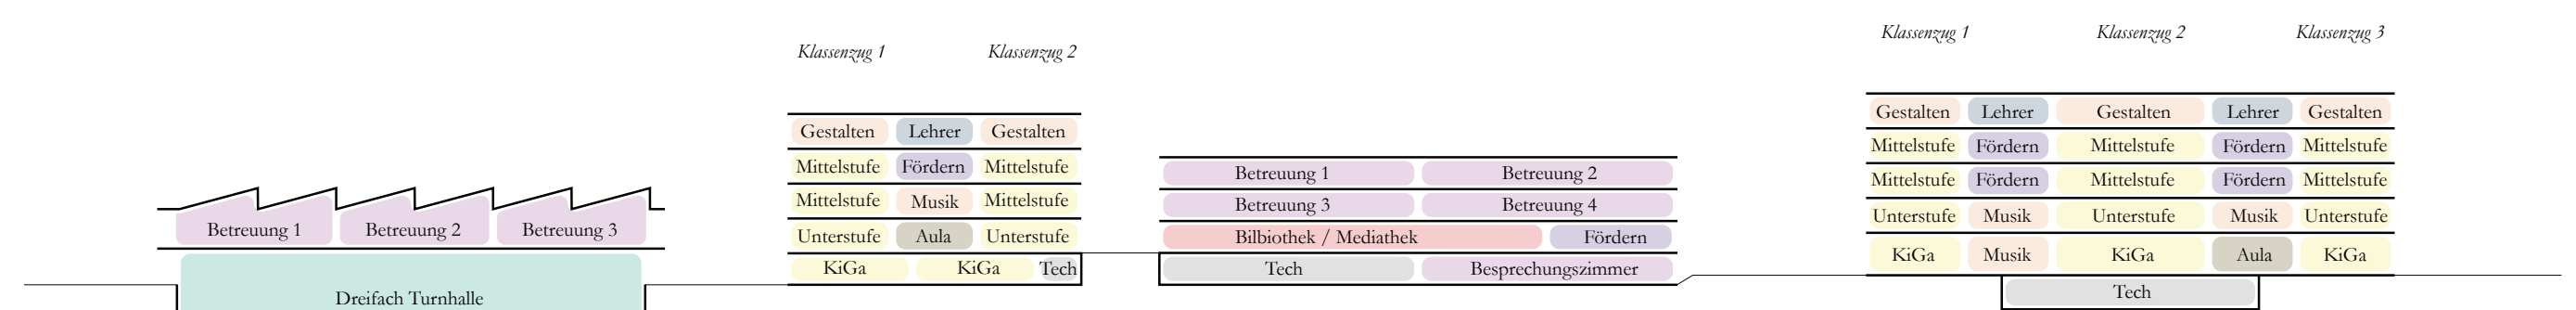 Klassenzug 1 Klassenzug 2 Klassenzug 3
Klassenzug 1 Klassenzug 2
Gestalten Lehrer Gestalten Lehrer Gestalten
Gestalten Lehrer Gestalten
Mittelstufe Fördern Mittelstufe Fördern Mittelstufe
Mittelstufe Fördern Mittelstufe
Betreuung 1 Betreuung 2
Mittelstufe Fördern Mittelstufe Fördern Mittelstufe
Mittelstufe Musik Mittelstufe
Betreuung 3 Betreuung 4
Unterstufe Musik Unterstufe Musik Unterstufe
Betreuung 1 Betreuung 2 Betreuung 3
Unterstufe Aula Unterstufe
Bilbiothek / Mediathek Fördern
KiGa Musik KiGa Aula KiGa
KiGa KiGa Tech
Tech Besprechungszimmer
Tech
Dreifach Turnhalle